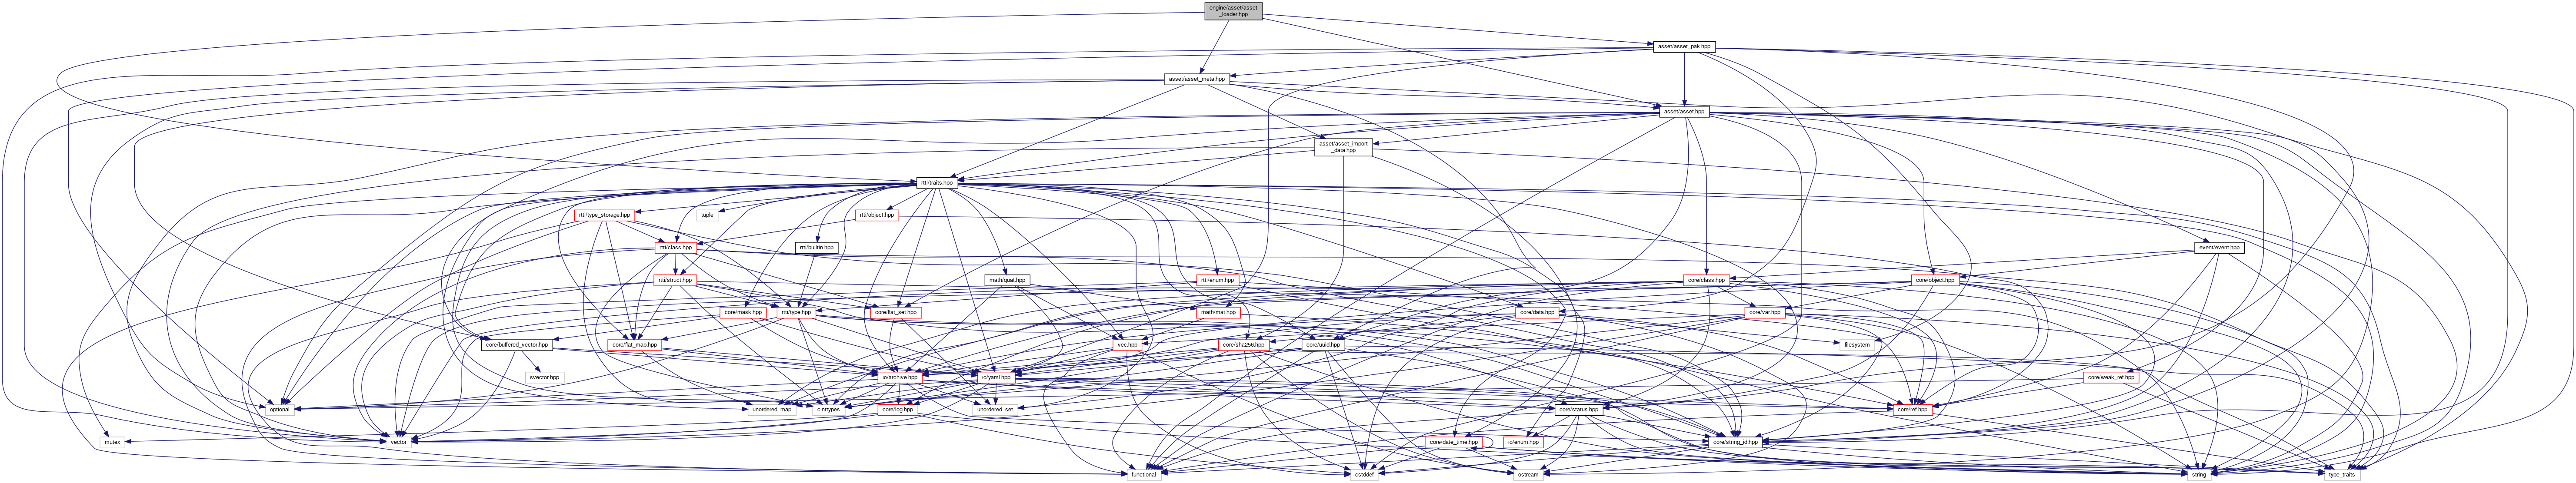 engine/asset/asset
_loader.hpp
asset/asset_pak.hpp
asset/asset_meta.hpp
asset/asset.hpp
asset/asset_import
_data.hpp
rtti/traits.hpp
rtti/type_storage.hpp
tuple
rtti/object.hpp
rtti/class.hpp
rtti/builtin.hpp
event/event.hpp
rtti/struct.hpp
math/quat.hpp
rtti/enum.hpp
core/class.hpp
core/object.hpp
core/mask.hpp
rtti/type.hpp
core/flat_set.hpp
math/mat.hpp
core/data.hpp
core/var.hpp
core/buffered_vector.hpp
core/flat_map.hpp
vec.hpp
core/sha256.hpp
core/uuid.hpp
filesystem
svector.hpp
io/archive.hpp
io/yaml.hpp
core/weak_ref.hpp
optional
unordered_map
cinttypes
core/log.hpp
unordered_set
core/status.hpp
core/ref.hpp
mutex
vector
core/date_time.hpp
io/enum.hpp
core/string_id.hpp
functional
cstddef
ostream
string
type_traits